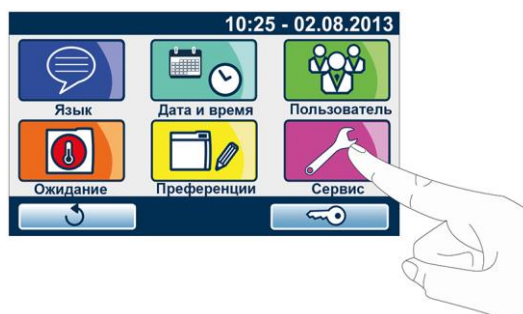 10:25 - 02.08.2013
Язык Дата и время Пользователь
Ожидание Преференции Сервис